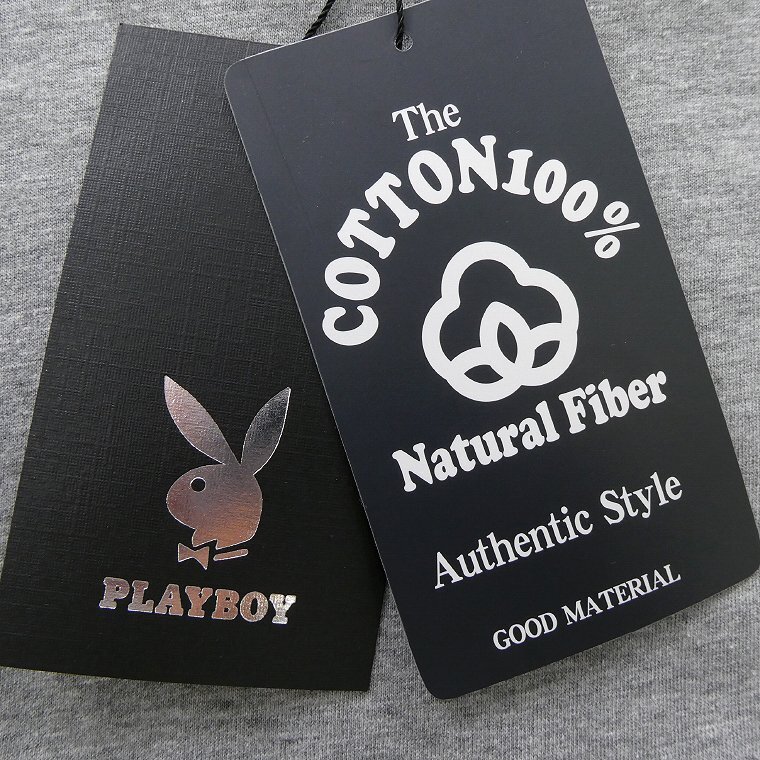 PLAYBOY
The
COTTON100%
Natural Fiber
Authentic Style
GOOD MATERIAL